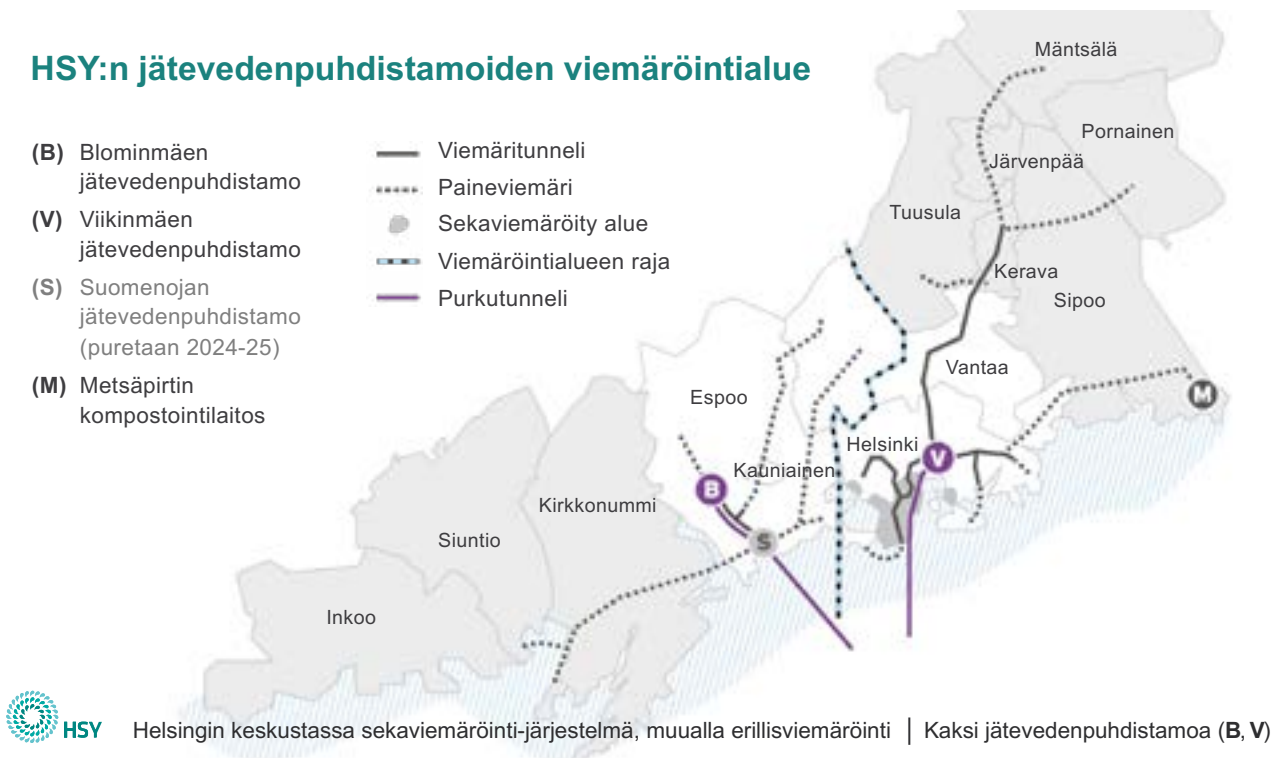 HSY:n jätevedenpuhdistamoiden viemäröintialue
(B) Blominmäen
jätevedenpuhdistamo
(V) Viikinmäen
jätevedenpuhdistamo
(S) Suomenojan
jätevedenpuhdistamo
(puretaan 2024-25)
(M) Metsäpirtin
kompostointilaitos
Viemäritunneli
Paineviemäri
Sekaviemäröity alue
Viemäröintialueen raja
Purkutunneli
Mäntsälä
Pornainen
Järvenpää
Tuusula
Kerava
Sipoo
Vantaa
Espoo
M
Helsinki
V
Kauniainen
B
Kirkkonummi
S
Siuntio
Inkoo
HSY
Helsingin keskustassa sekaviemäröinti-järjestelmä, muualla erillisviemäröinti | Kaksi jätevedenpuhdistamoa (B, V)